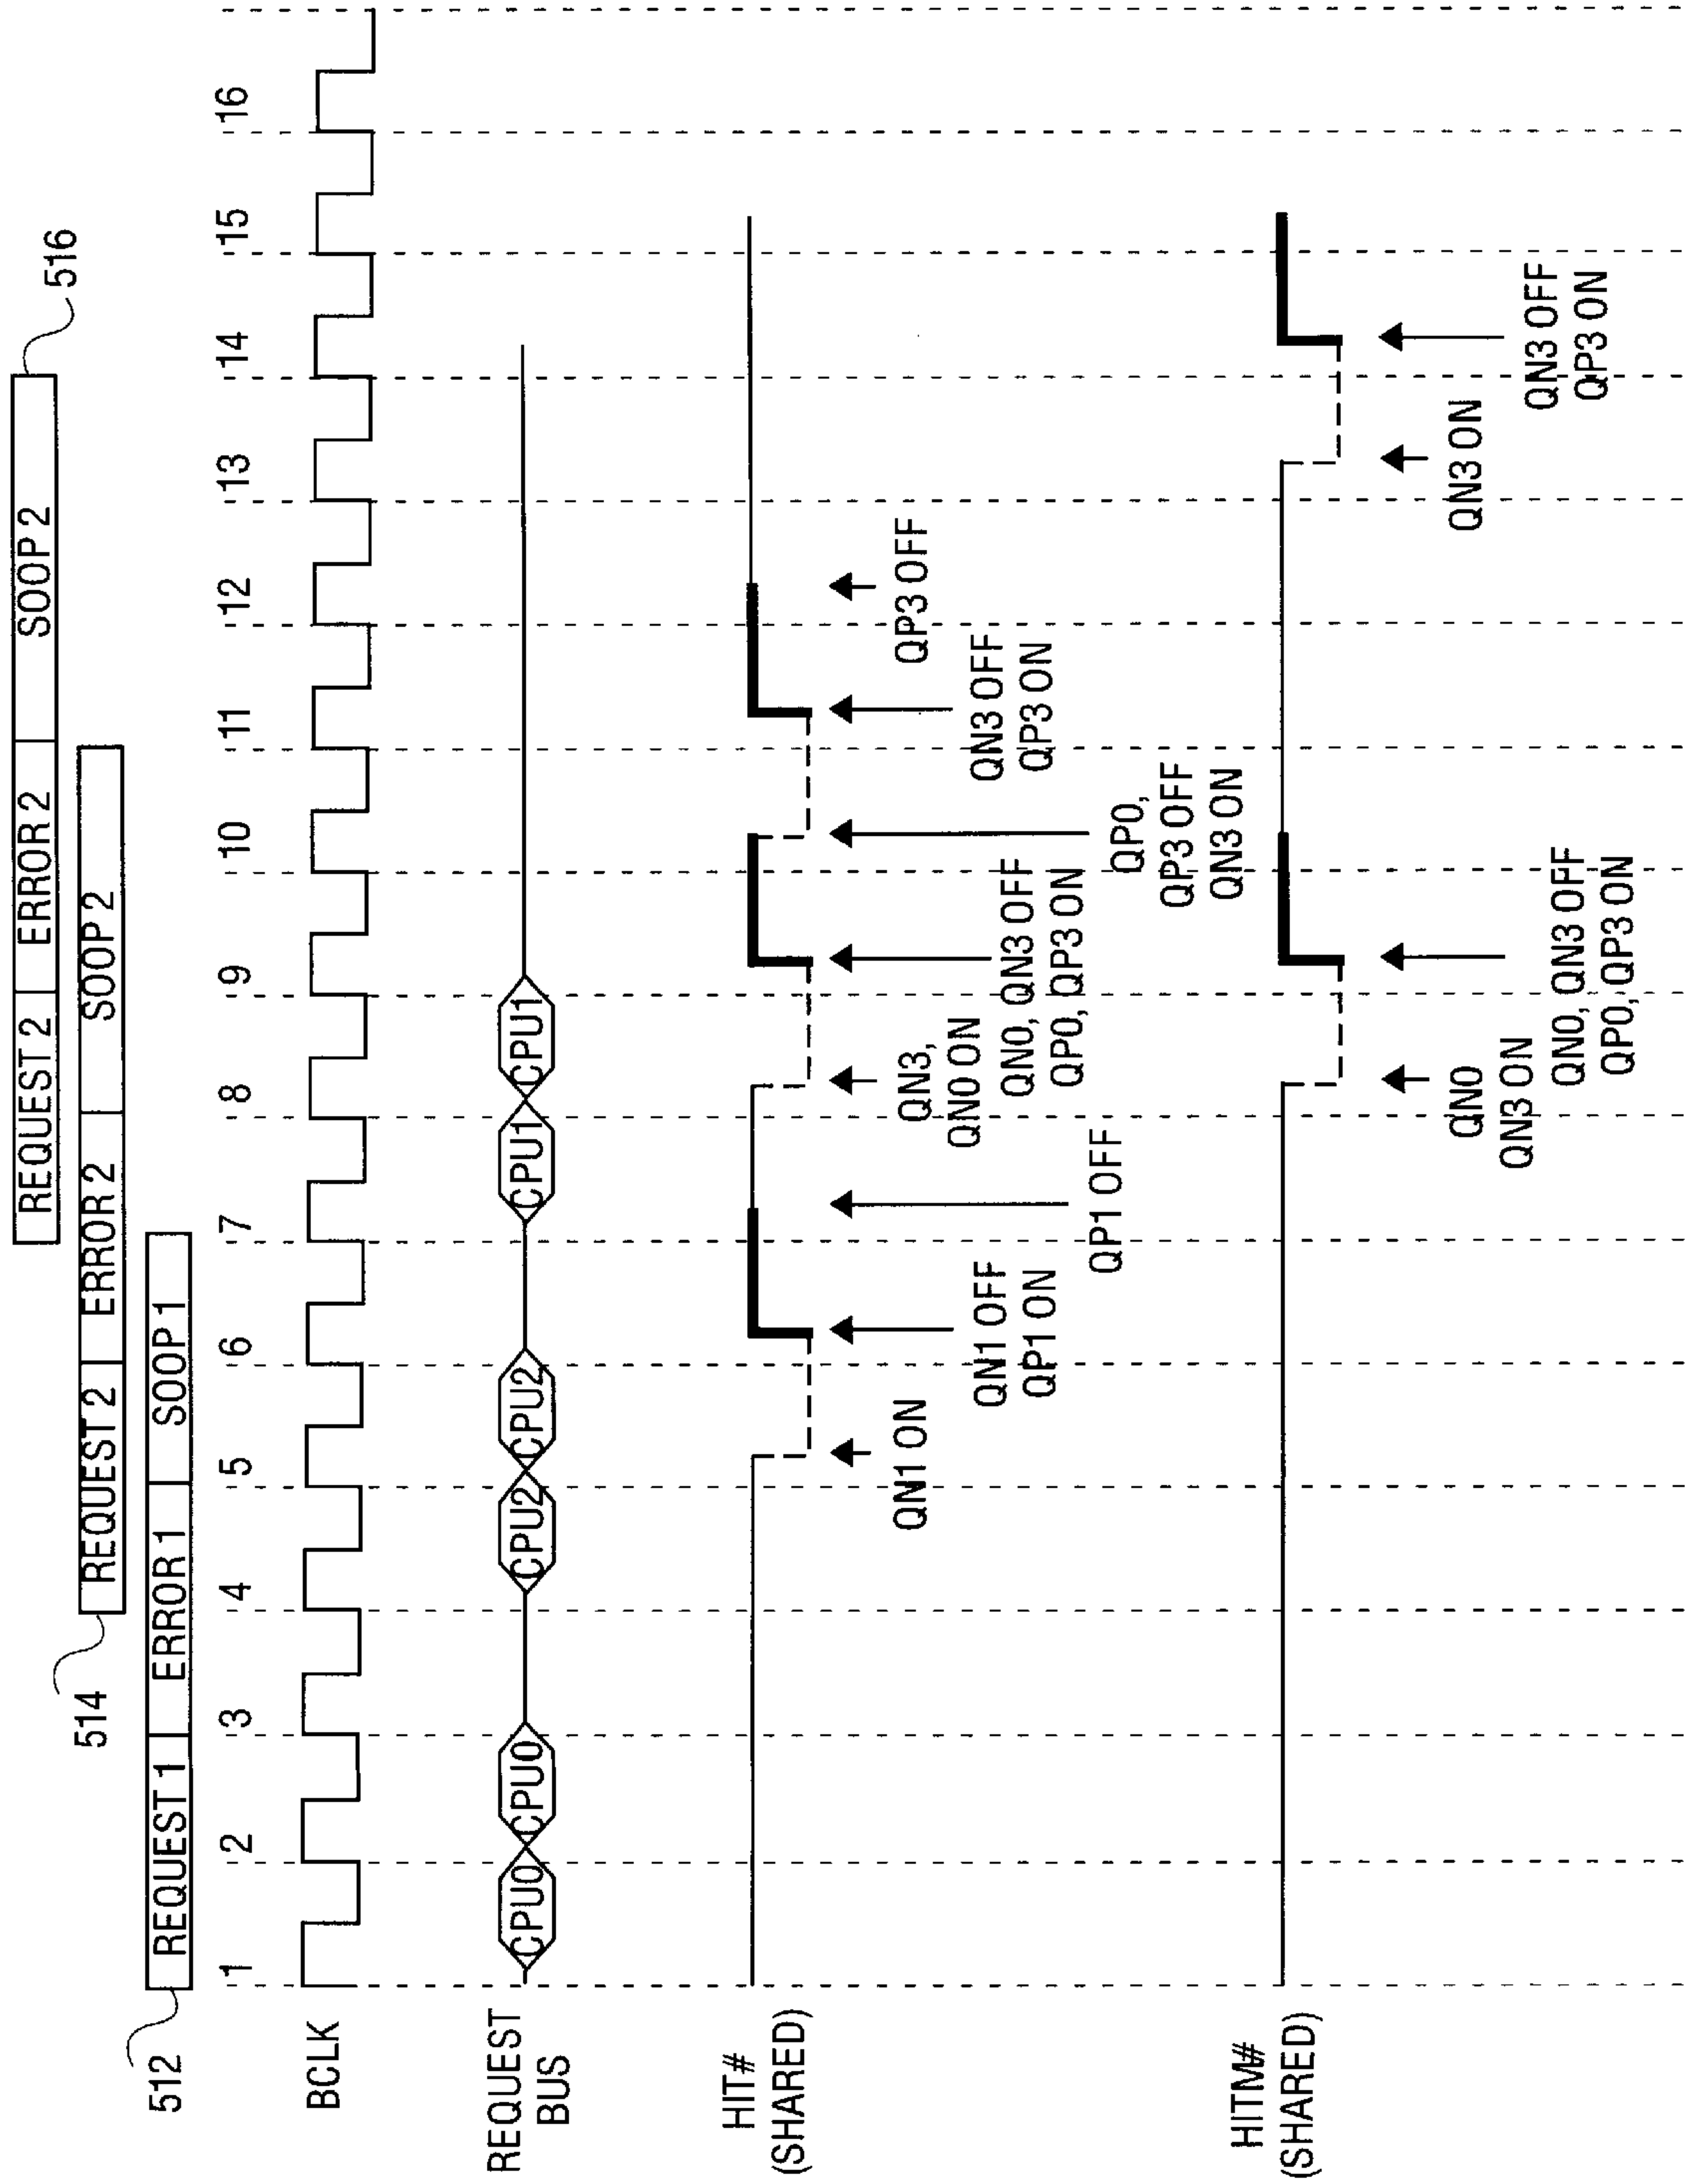 516
REQUEST 2 ERROR 2 SOOP 2
514
REQUEST 2 ERROR 2 SOOP 2
512
REQUEST 1 ERROR 1 SOOP 1
1 2 3 4 5 6 7 8 9 10 11 12 13 14 15 16
BCLK
REQUEST
BUS
CPU0 CPU0 CPU2 CPU2 CPU1 CPU1
HIT#
(SHARED)
QN1 ON
QN1 OFF
QP1 ON
QP1 OFF
QN3,
QN0 ON
QN0, QN3 OFF
QP0, QP3 ON
QP0,
QP3 OFF
QN3 ON
QN3 OFF
QP3 ON
QP3 OFF
HITM#
(SHARED)
QN0
QN3 ON
QN0, QN3 OFF
QP0, QP3 ON
QN3 ON
QN3 OFF
QP3 ON